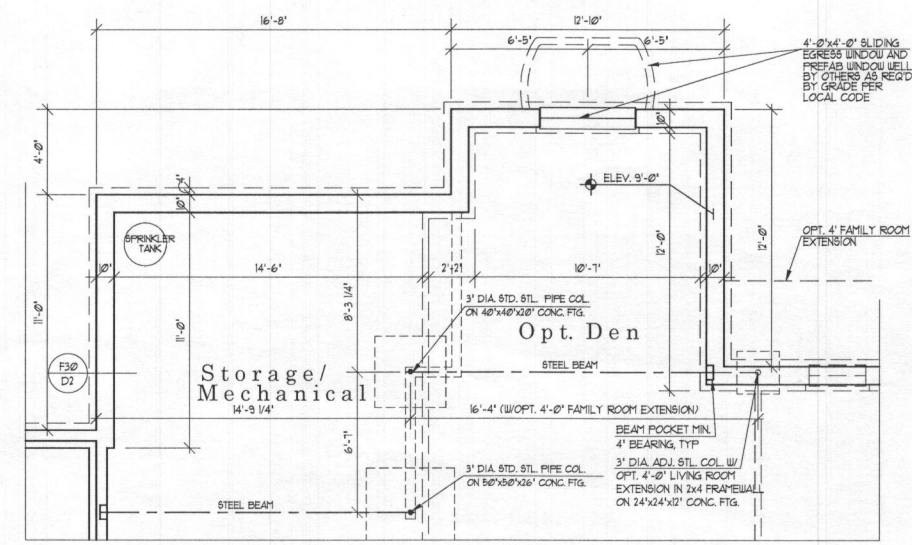 16'-8"
12'-10"
6'-5"
6'-5"
4'-0"x4'-0" SLIDING
EGRESS WINDOW AND
PREFAB WINDOW WELL
BY OTHERS AS REQ'D
BY GRADE PER
LOCAL CODE
4'-0"
10"
4"
10"
ELEV. 9'-0"
SPRINKLER
TANK
12'-0"
12'-0"
OPT. 4' FAMILY ROOM
EXTENSION
10"
14'-6"
2'-2"
10'-7"
10"
11'-0"
11'-0"
8'-3 1/4"
3" DIA. STD. STL. PIPE COL.
ON 40"x40"x20" CONC. FTG.
Opt. Den
F30
D2
Storage/
Mechanical
STEEL BEAM
14'-9 1/4"
16'-4" (W/OPT. 4'-0" FAMILY ROOM EXTENSION)
BEAM POCKET MIN.
4" BEARING, TYP
6'-7"
3" DIA. STD. STL. PIPE COL.
ON 50"x50"x26" CONC. FTG.
3" DIA. ADJ. STL. COL. W/
OPT. 4'-0" LIVING ROOM
EXTENSION IN 2x4 FRAMEWALL
ON 24"x24"x12" CONC. FTG.
STEEL BEAM